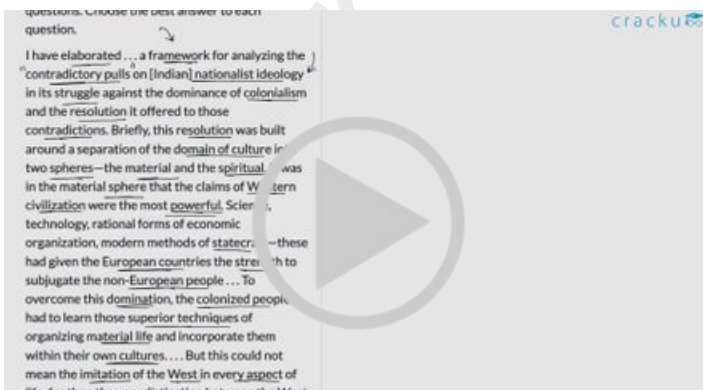 questions. Choose the best answer to each
question.
cracku
I have elaborated . . . a framework for analyzing the
contradictory pulls on [Indian] nationalist ideology
in its struggle against the dominance of colonialism
and the resolution it offered to those
contradictions. Briefly, this resolution was built
around a separation of the domain of culture
two spheres—the material and the spiritual. was
in the material sphere that the claims of
civilization were the most powerful.
technology, rational forms of economic
organization, modern methods of —these
had given the European countries the to
subjugate the non-European people . . . To
overcome this domination, the colonized
had to learn those superior techniques of
organizing material life and incorporate them
within their own cultures. . . . But this could not
mean the imitation of the West in every aspect of